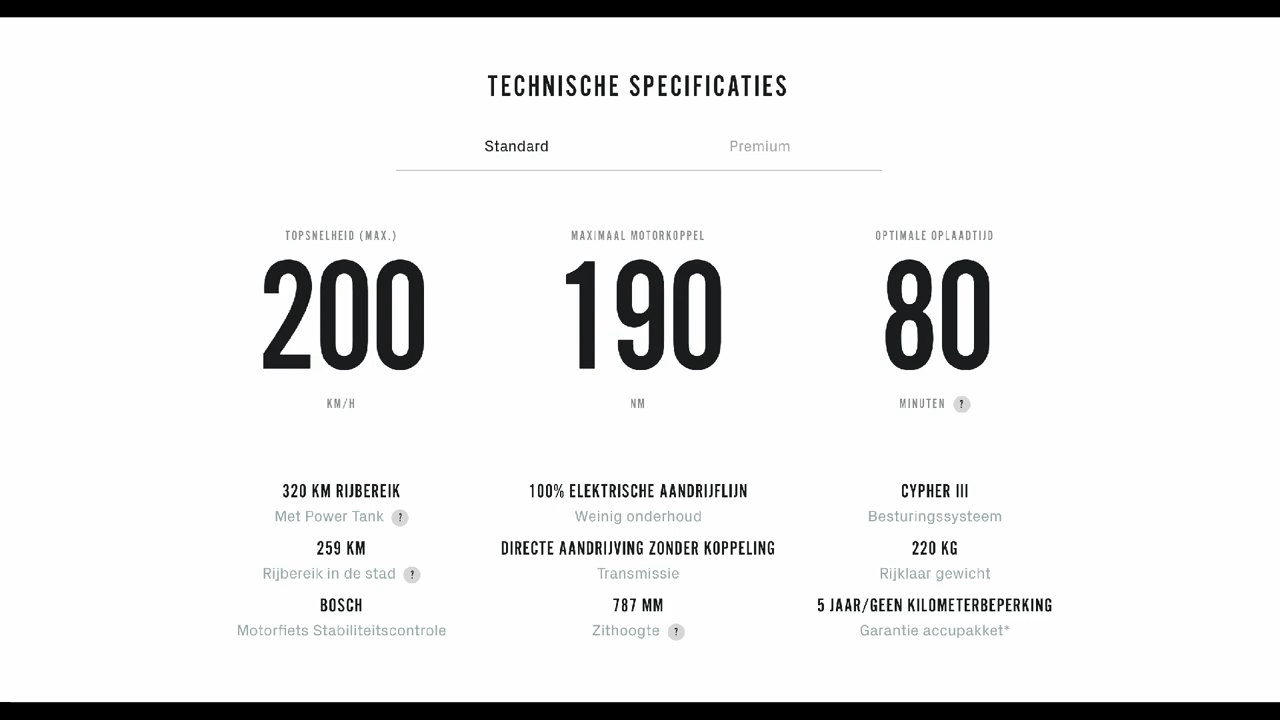 TECHNISCHE SPECIFICATIES
Standard
Premium
TOPSNELHEID (MAX.)
200
KM/H
MAXIMAAL MOTORKOPPEL
190
NM
OPTIMALE OPLAADTIJD
80
MINUTEN ?
320 KM RIJBEREIK
Met Power Tank ?
259 KM
Rijbereik in de stad ?
BOSCH
Motorfiets Stabiliteitscontrole
100% ELEKTRISCHE AANDRIJFLIJN
Weinig onderhoud
DIRECTE AANDRIJVING ZONDER KOPPELING
Transmissie
787 MM
Zithoogte ?
CYPHER III
Besturingssysteem
220 KG
Rijklaar gewicht
5 JAAR/GEEN KILOMETERBEPERKING
Garantie accupakket*